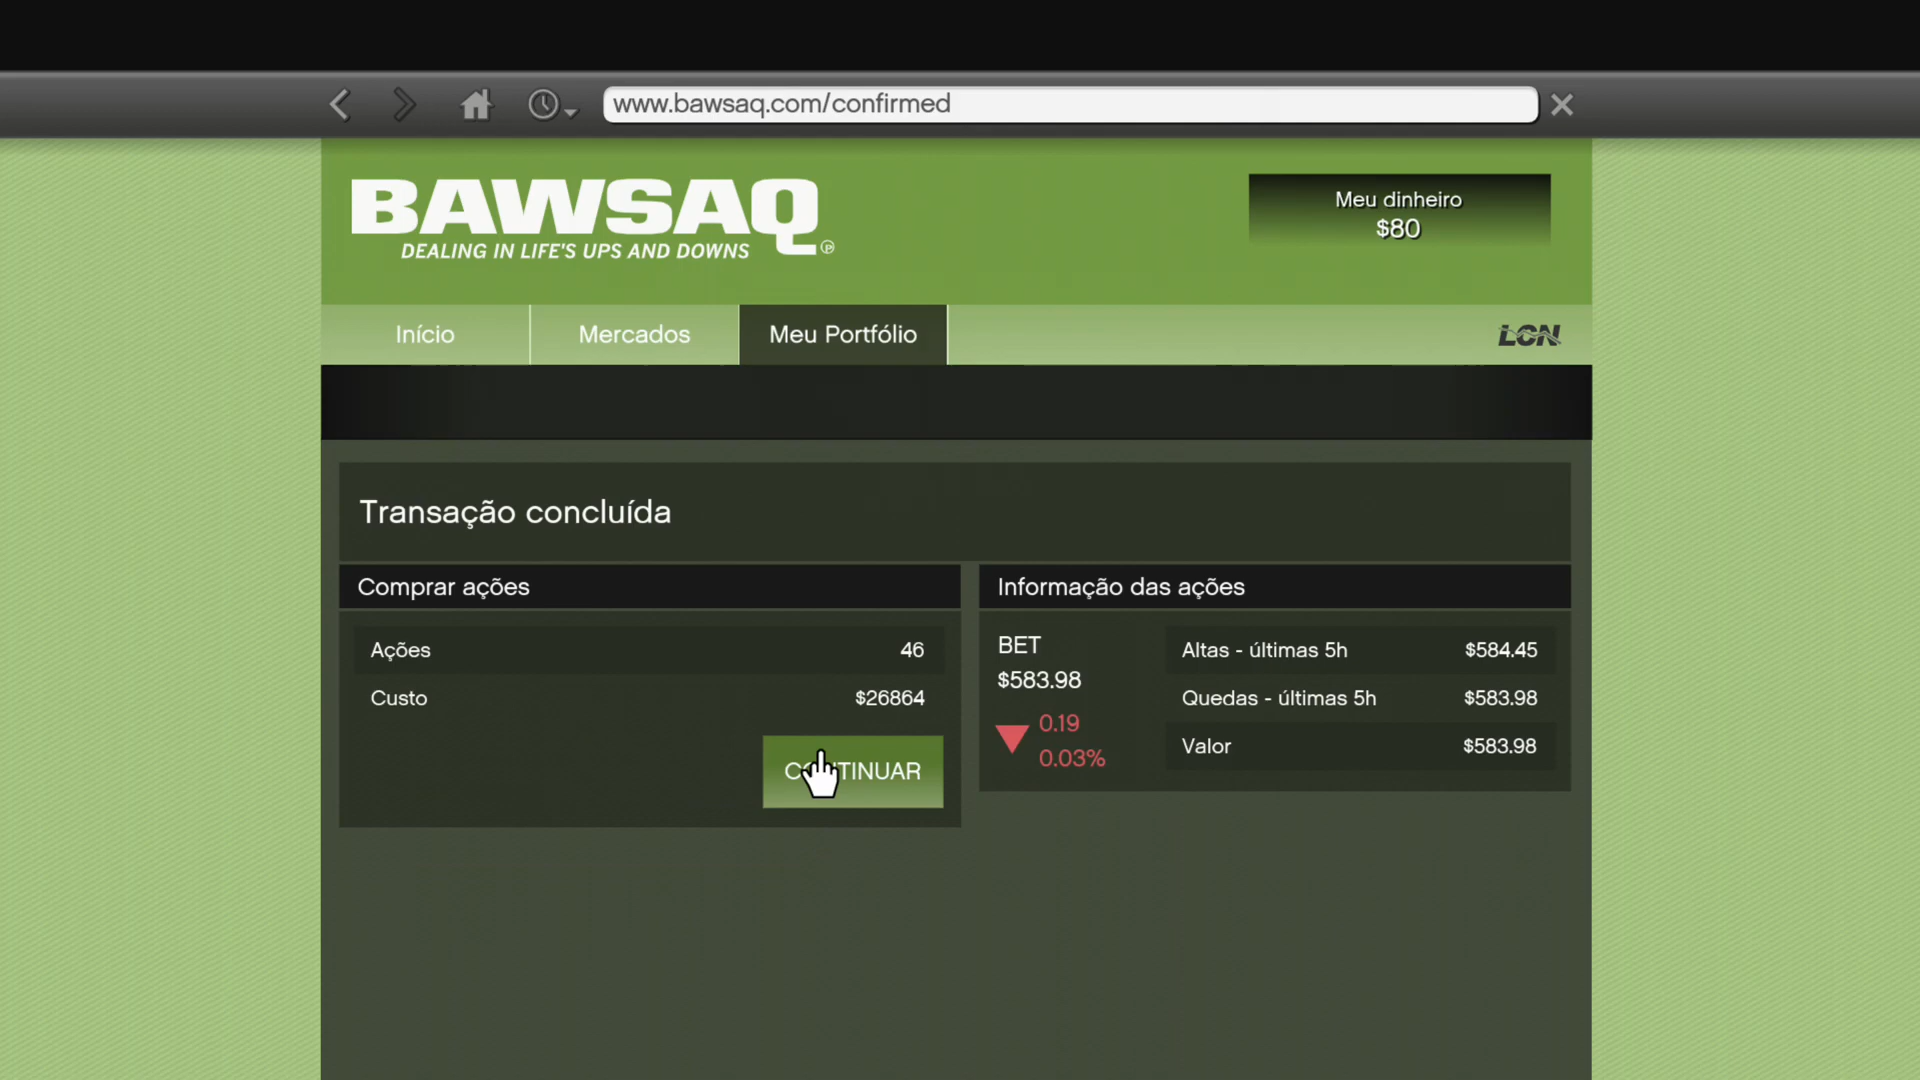 www.bawsaq.com/confirmed
BAWSAQ
DEALING IN LIFE'S UPS AND DOWNS
Meu dinheiro
$80
Início
Mercados
Meu Portfólio
LCN
Transação concluída
Comprar ações
Ações 46
Custo $26864
CONTINUAR
Informação das ações
BET
$583.98
0.19
0.03%
Altas - últimas 5h $584.45
Quedas - últimas 5h $583.98
Valor $583.98